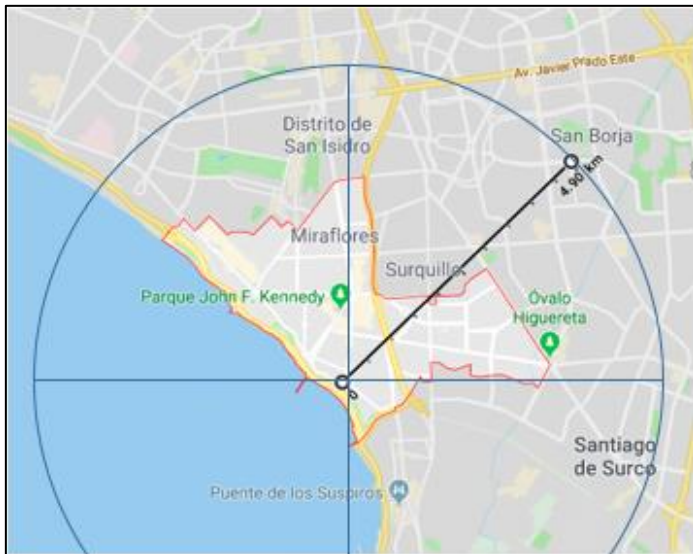 Av. Javier Prado Este
Distrito de
San Isidro
San Borja
4.90 km
Miraflores
Surquillo
Parque John F. Kennedy
Óvalo
Higuereta
0
Santiago
de Surco
Puente de los Suspiros